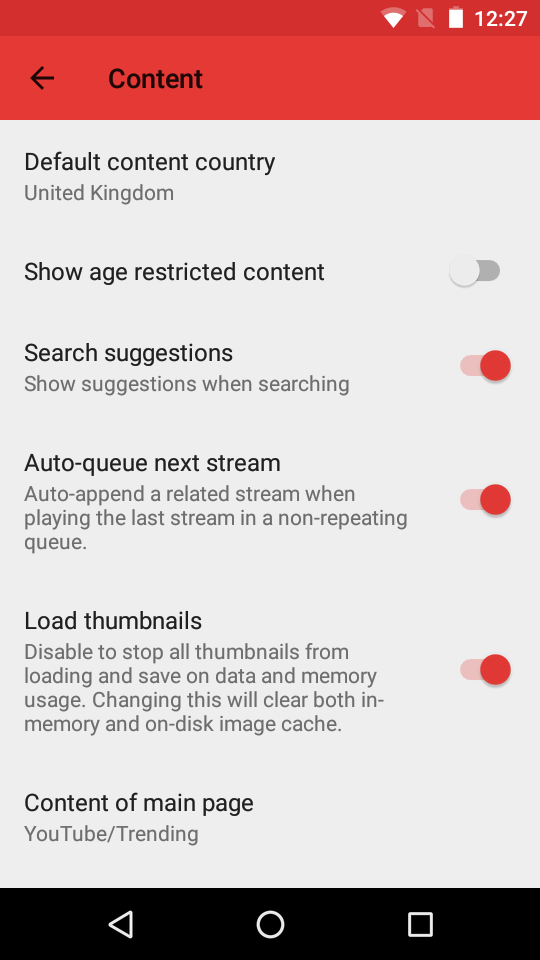 12:27
Content
Default content country
United Kingdom
Show age restricted content
Search suggestions
Show suggestions when searching
Auto-queue next stream
Auto-append a related stream when
playing the last stream in a non-repeating
queue.
Load thumbnails
Disable to stop all thumbnails from
loading and save on data and memory
usage. Changing this will clear both in-
memory and on-disk image cache.
Content of main page
YouTube/Trending